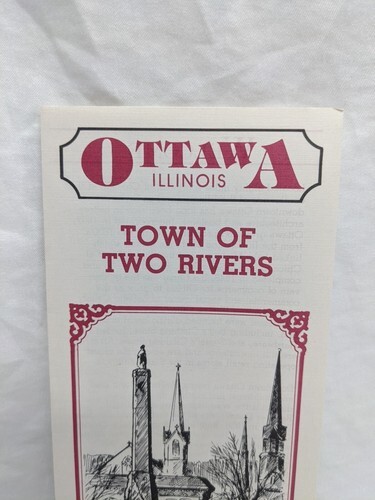 OTTAWA
ILLINOIS
TOWN OF
TWO RIVERS